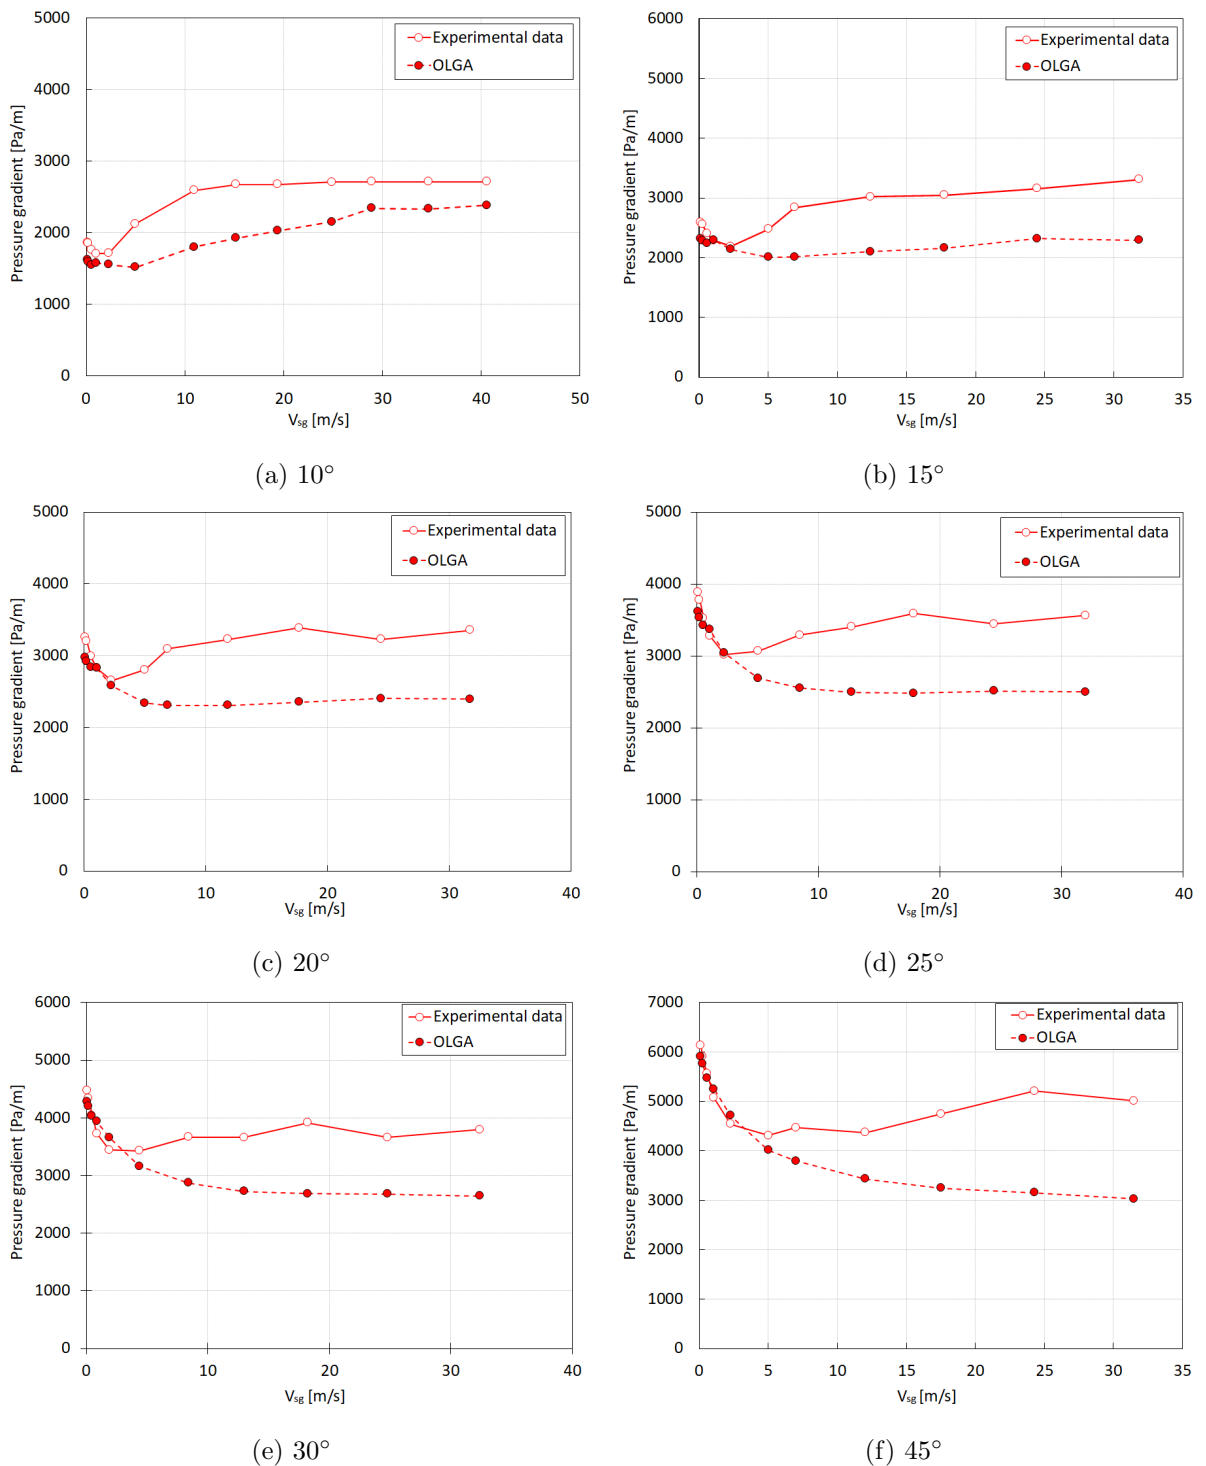 5000
4000
3000
2000
1000
0
Pressure gradient [Pa/m]
Experimental data
OLGA
0 10 20 30 40 50
Vsg [m/s]
(a) 10°
6000
5000
4000
3000
2000
1000
0
Pressure gradient [Pa/m]
Experimental data
OLGA
0 5 10 15 20 25 30 35
Vsg [m/s]
(b) 15°
5000
4000
3000
2000
1000
0
Pressure gradient [Pa/m]
Experimental data
OLGA
0 10 20 30 40
Vsg [m/s]
(c) 20°
5000
4000
3000
2000
1000
0
Pressure gradient [Pa/m]
Experimental data
OLGA
0 10 20 30 40
Vsg [m/s]
(d) 25°
6000
5000
4000
3000
2000
1000
0
Pressure gradient [Pa/m]
Experimental data
OLGA
0 10 20 30 40
Vsg [m/s]
(e) 30°
7000
6000
5000
4000
3000
2000
1000
0
Pressure gradient [Pa/m]
Experimental data
OLGA
0 5 10 15 20 25 30 35
Vsg [m/s]
(f) 45°